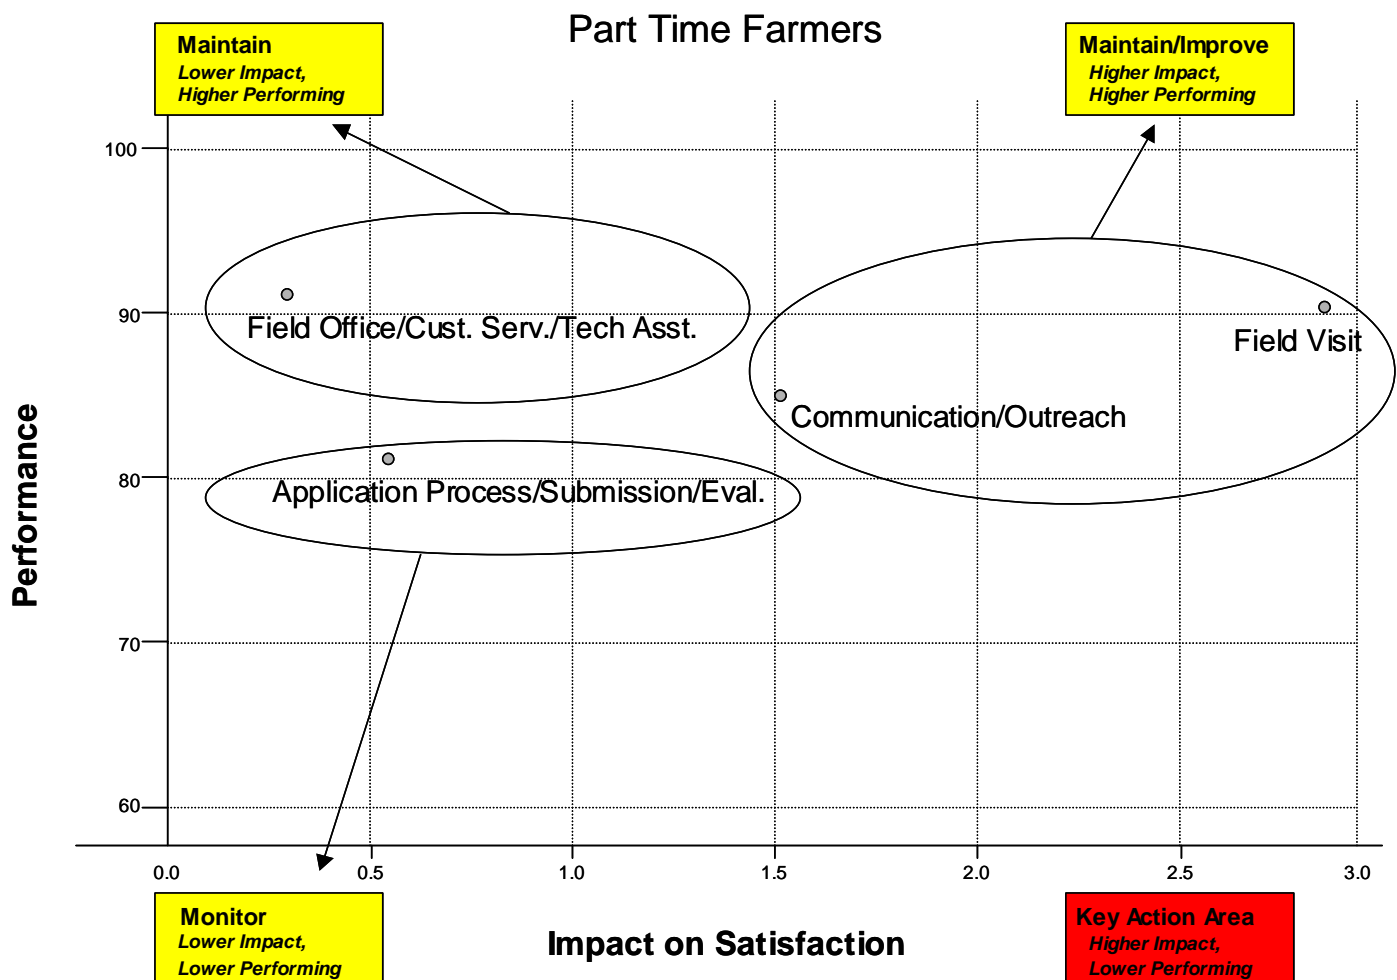 Part Time Farmers
Maintain
Lower Impact,
Higher Performing
Maintain/Improve
Higher Impact,
Higher Performing
100
90
80
70
60
Performance
Field Office/Cust. Serv./Tech Asst.
Field Visit
Communication/Outreach
Application Process/Submission/Eval.
0.0
0.5
1.0
1.5
2.0
2.5
3.0
Monitor
Lower Impact,
Lower Performing
Impact on Satisfaction
Key Action Area
Higher Impact,
Lower Performing